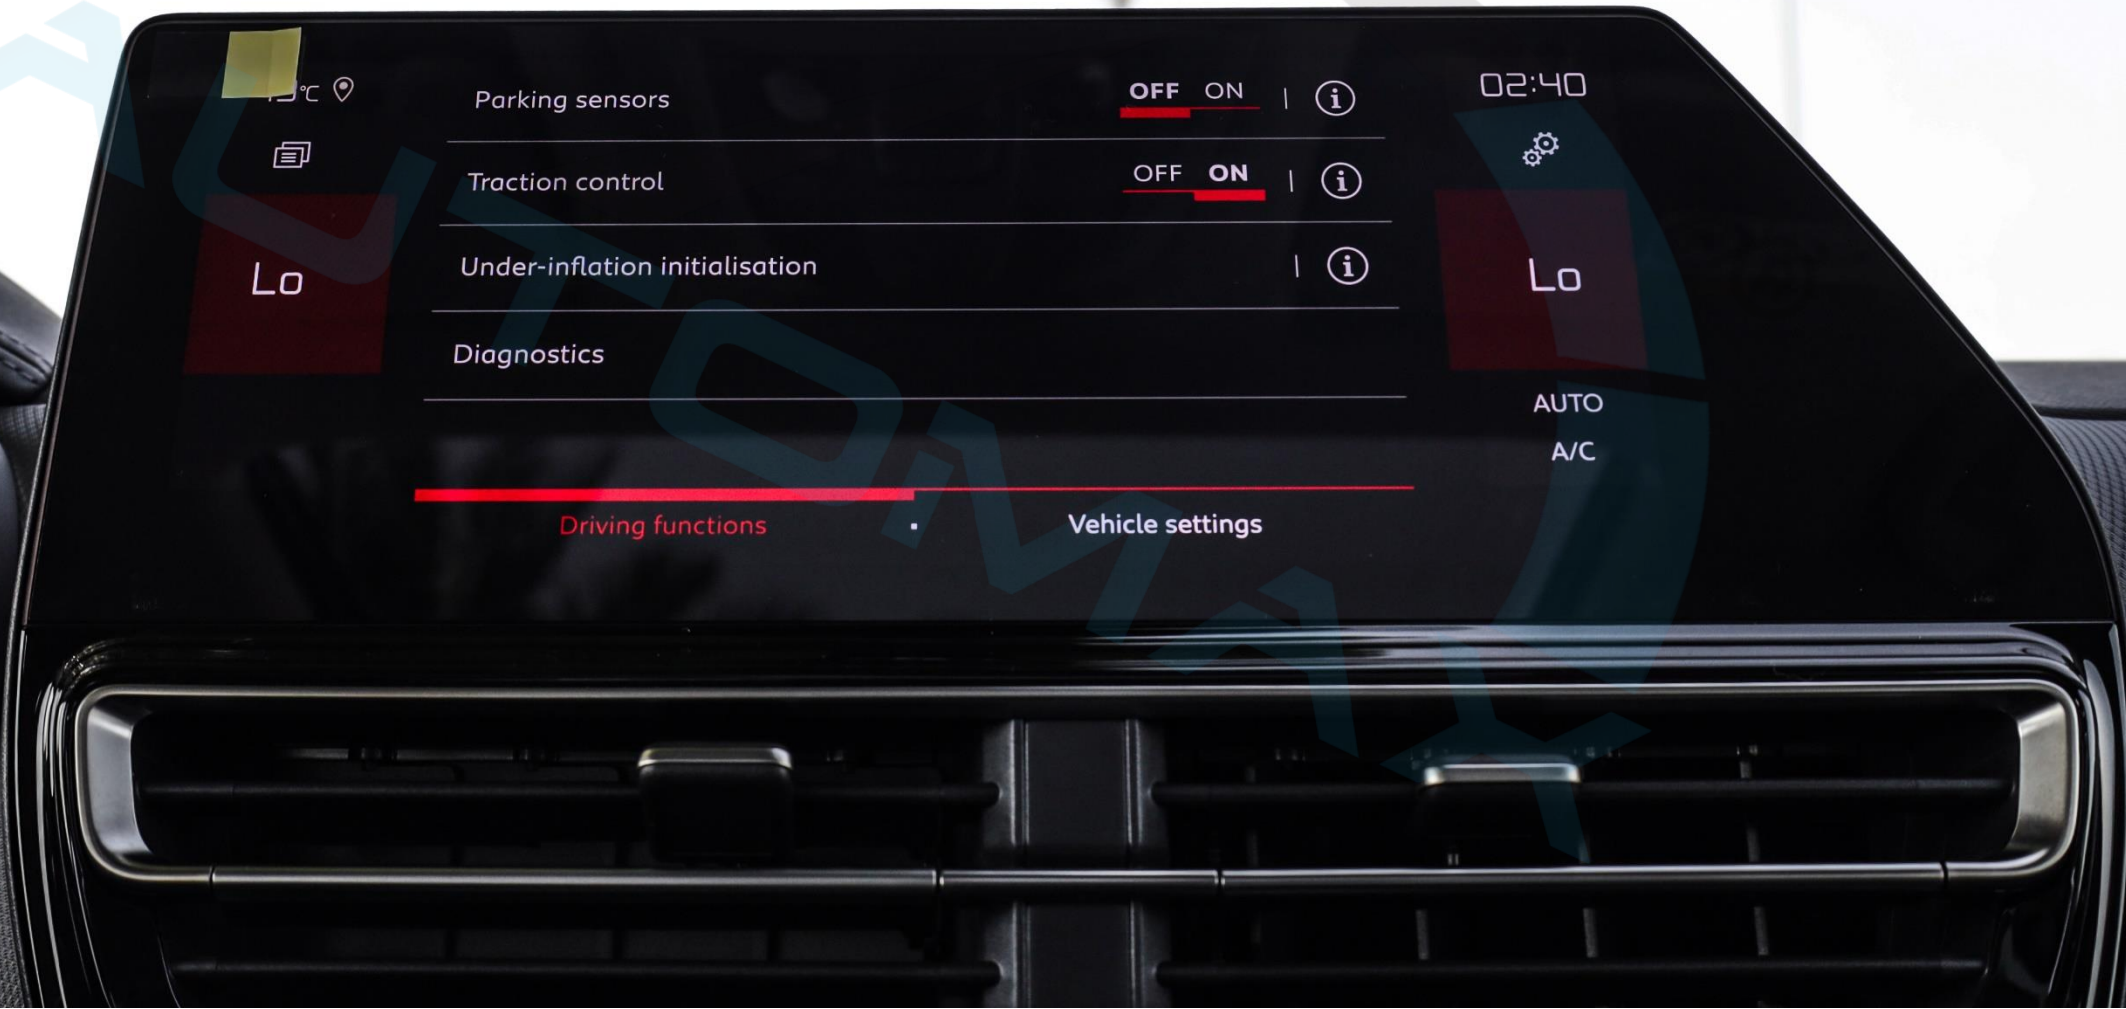 °C
Parking sensors OFF ON
02:40
Traction control OFF ON
Under-inflation initialisation
Lo
Lo
Diagnostics
AUTO
A/C
Driving functions
Vehicle settings
AUTOMAX